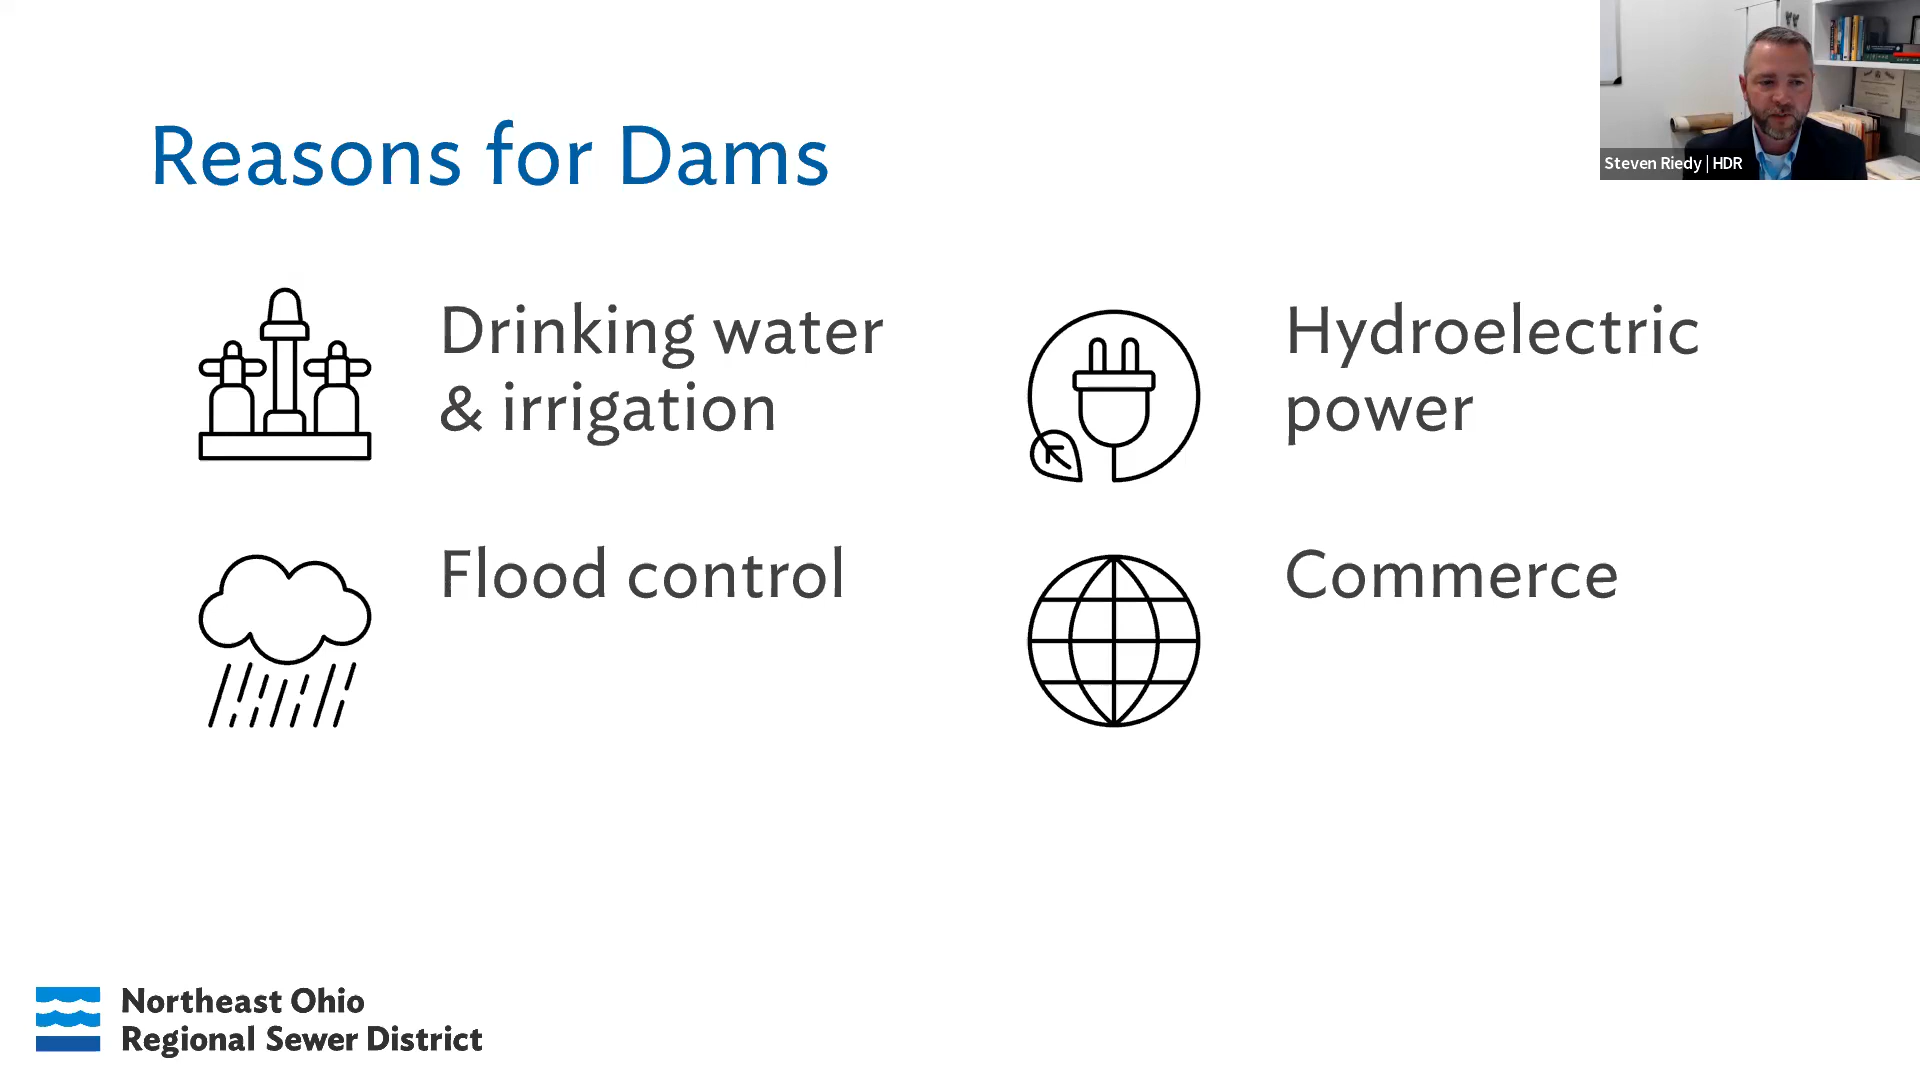 Reasons for Dams
Steven Riedy | HDR
Drinking water
& irrigation
Hydroelectric
power
Flood control
Commerce
Northeast Ohio
Regional Sewer District